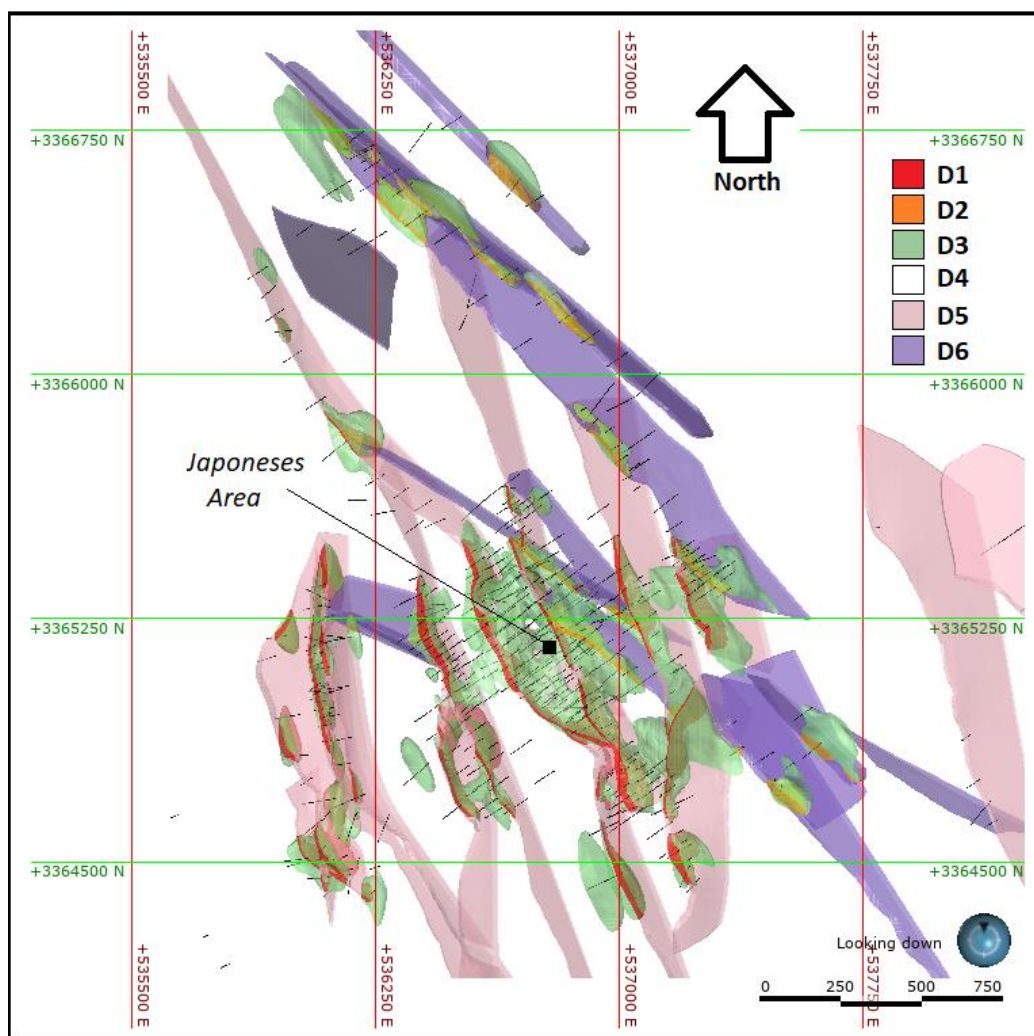 +535500 E
+536250 E
+537000 E
+537750 E
+3366750 N
+3366750 N
North
D1
D2
D3
D4
D5
D6
+3366000 N
+3366000 N
Japoneses
Area
+3365250 N
+3365250 N
+3364500 N
+3364500 N
Looking down
+535500 E
+536250 E
+537000 E
+537750 E
0 250 500 750